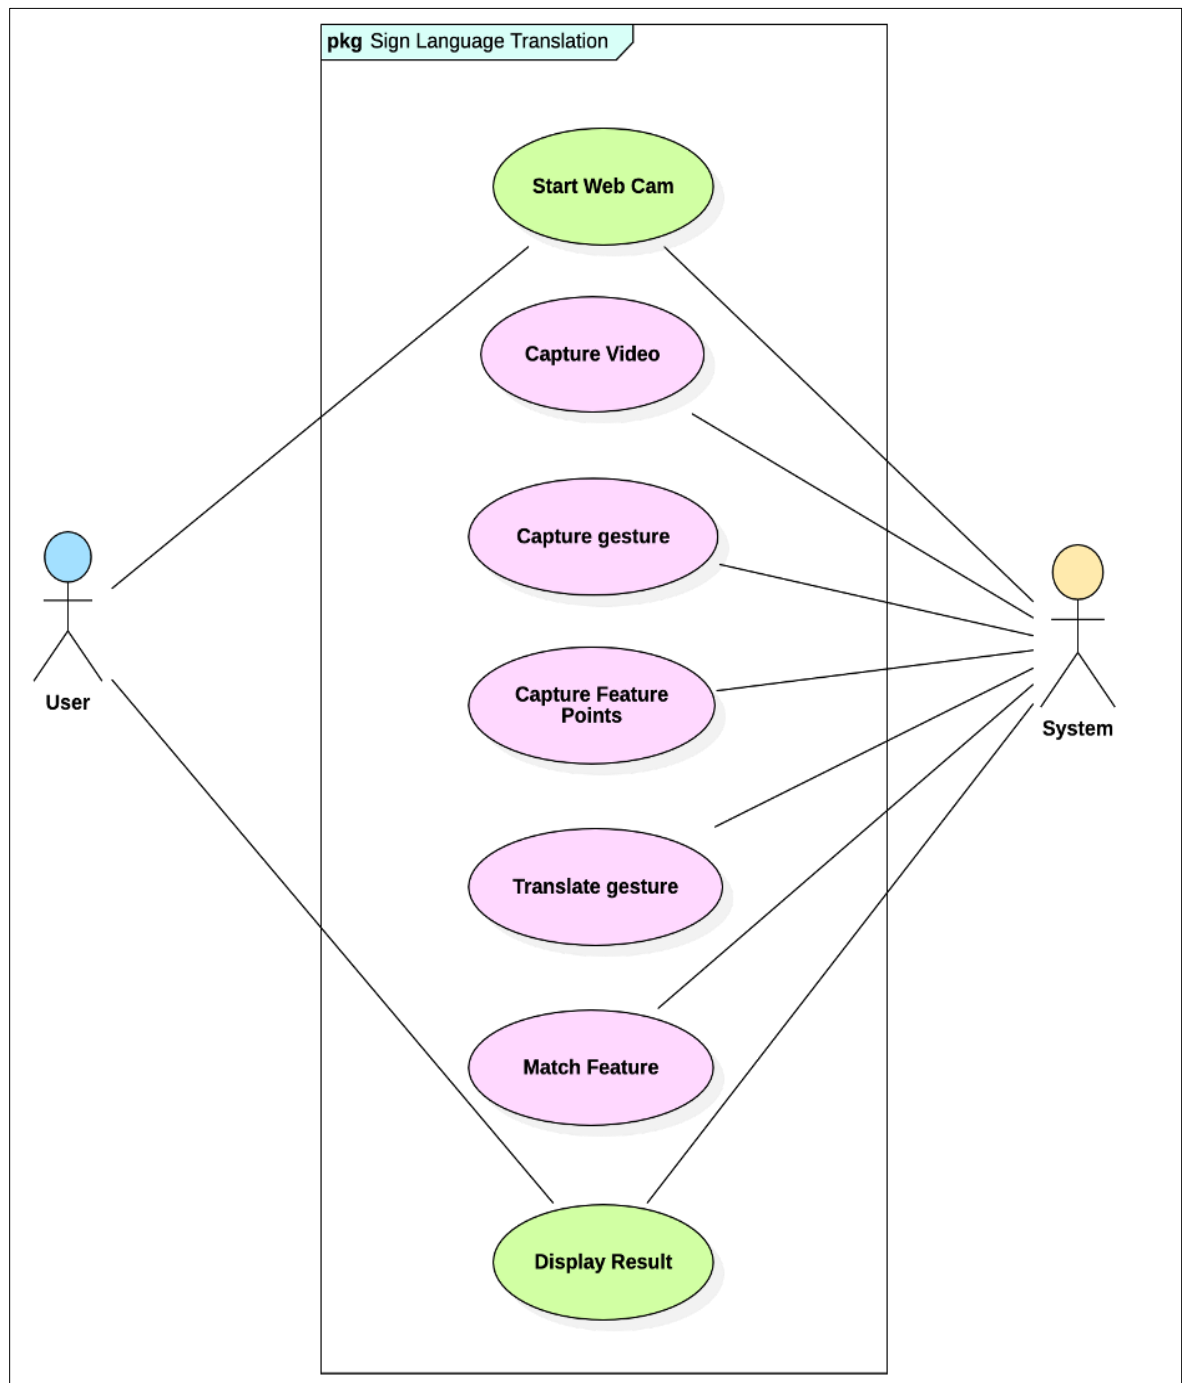 pkg Sign Language Translation
Start Web Cam
Capture Video
Capture gesture
Capture Feature
Points
User
System
Translate gesture
Match Feature
Display Result